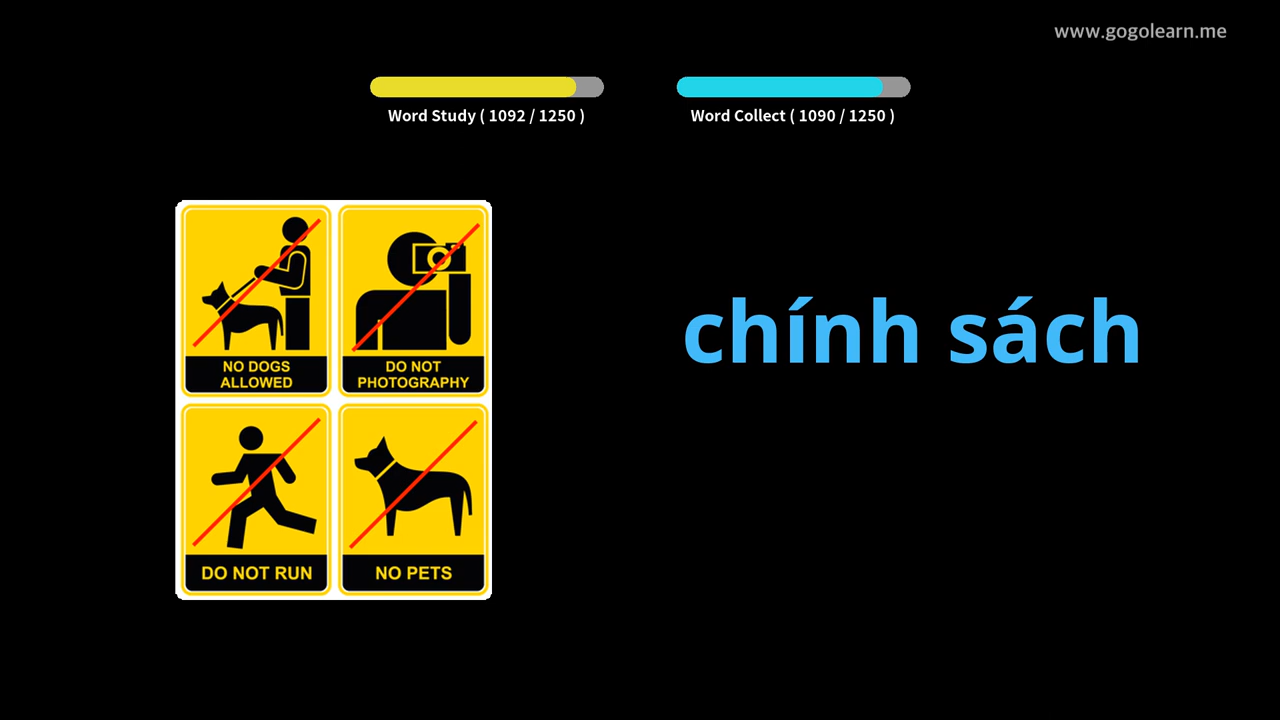 www.gogolearn.me
Word Study ( 1092 / 1250 )
Word Collect ( 1090 / 1250 )
NO DOGS
ALLOWED
DO NOT
PHOTOGRAPHY
DO NOT RUN
NO PETS
chính sách